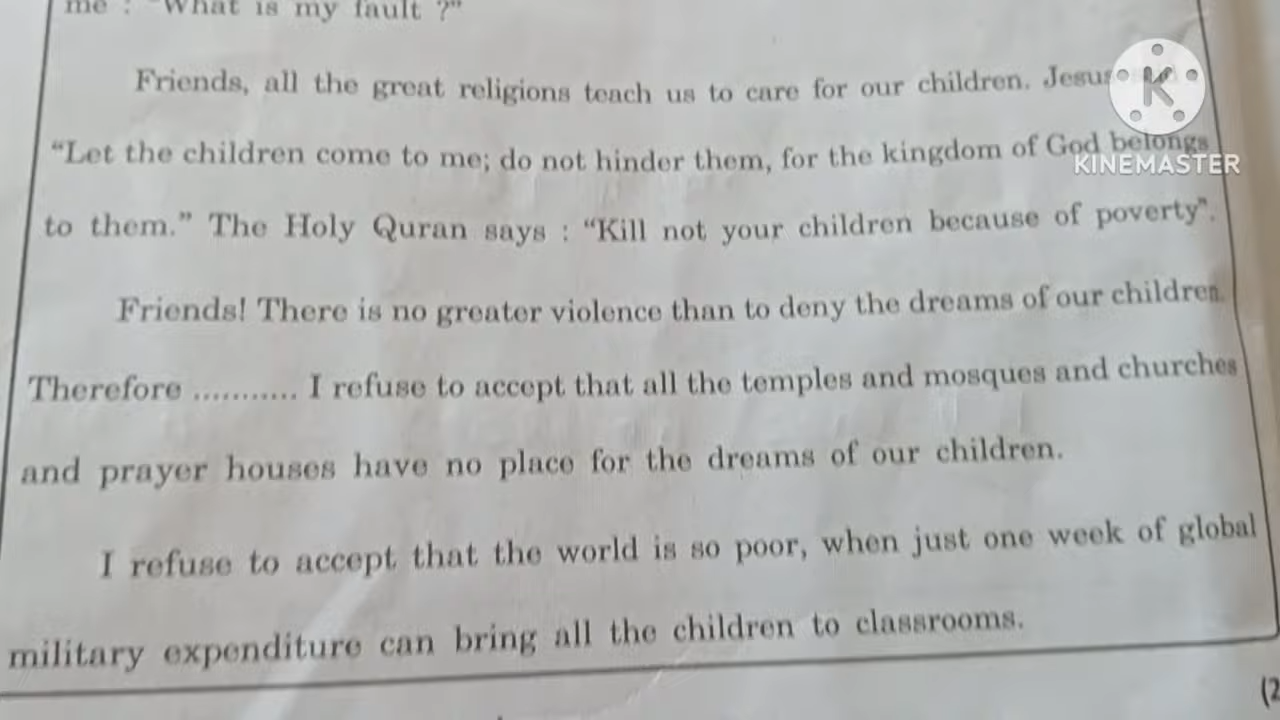 me : "What is my fault ?"
Friends, all the great religions teach us to care for our children. Jesus
"Let the children come to me; do not hinder them, for the kingdom of God belongs
to them." The Holy Quran says : "Kill not your children because of poverty".
Friends! There is no greater violence than to deny the dreams of our children.
Therefore ........... I refuse to accept that all the temples and mosques and churches
and prayer houses have no place for the dreams of our children.
I refuse to accept that the world is so poor, when just one week of global
military expenditure can bring all the children to classrooms.
(2
K
KINEMASTER